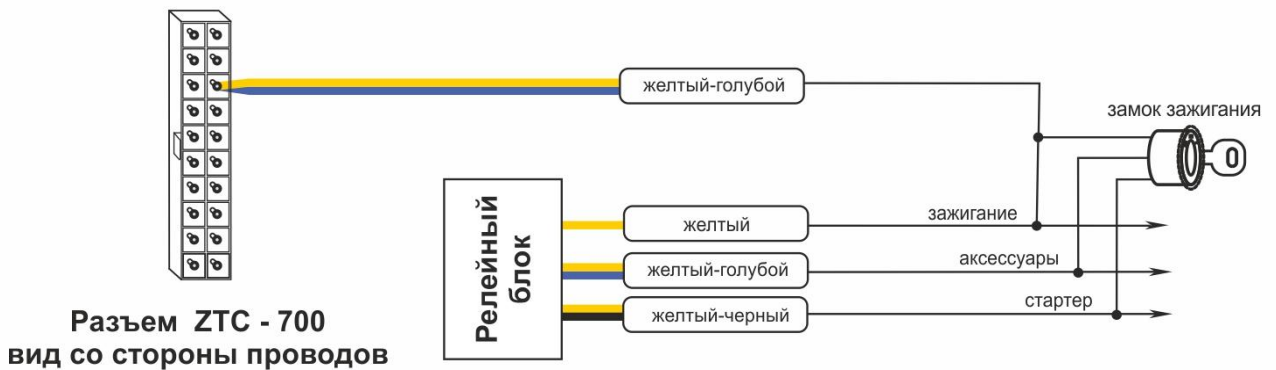 желтый-голубой
замок зажигания
Релейный
блок
желтый
зажигание
желтый-голубой
аксессуары
желтый-черный
стартер
Разъем ZTC - 700
вид со стороны проводов